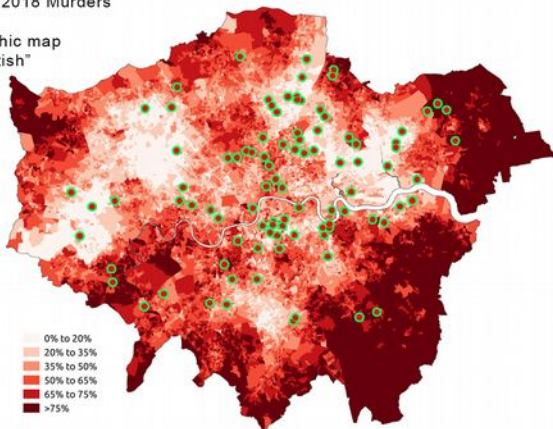 2018 Murders
hic map
tish”
0% to 20%
20% to 35%
35% to 50%
50% to 65%
65% to 75%
>75%